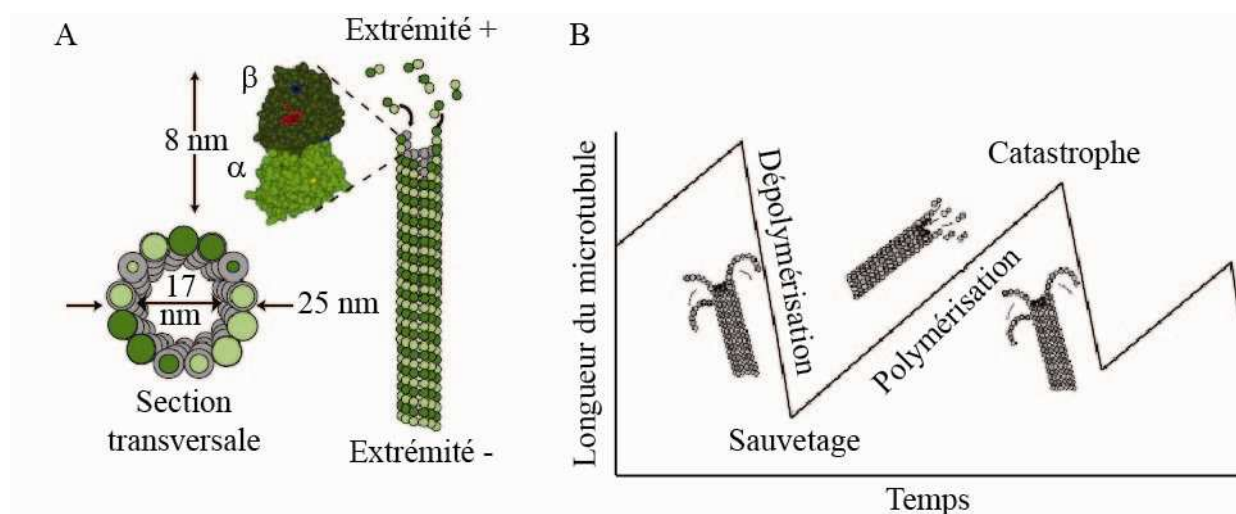 A
Extrémité +
β
8 nm
α
17
nm
25 nm
Section
transversale
Extrémité -
B
Longueur du microtubule
Dépolymérisation
Catastrophe
Polymérisation
Sauvetage
Temps